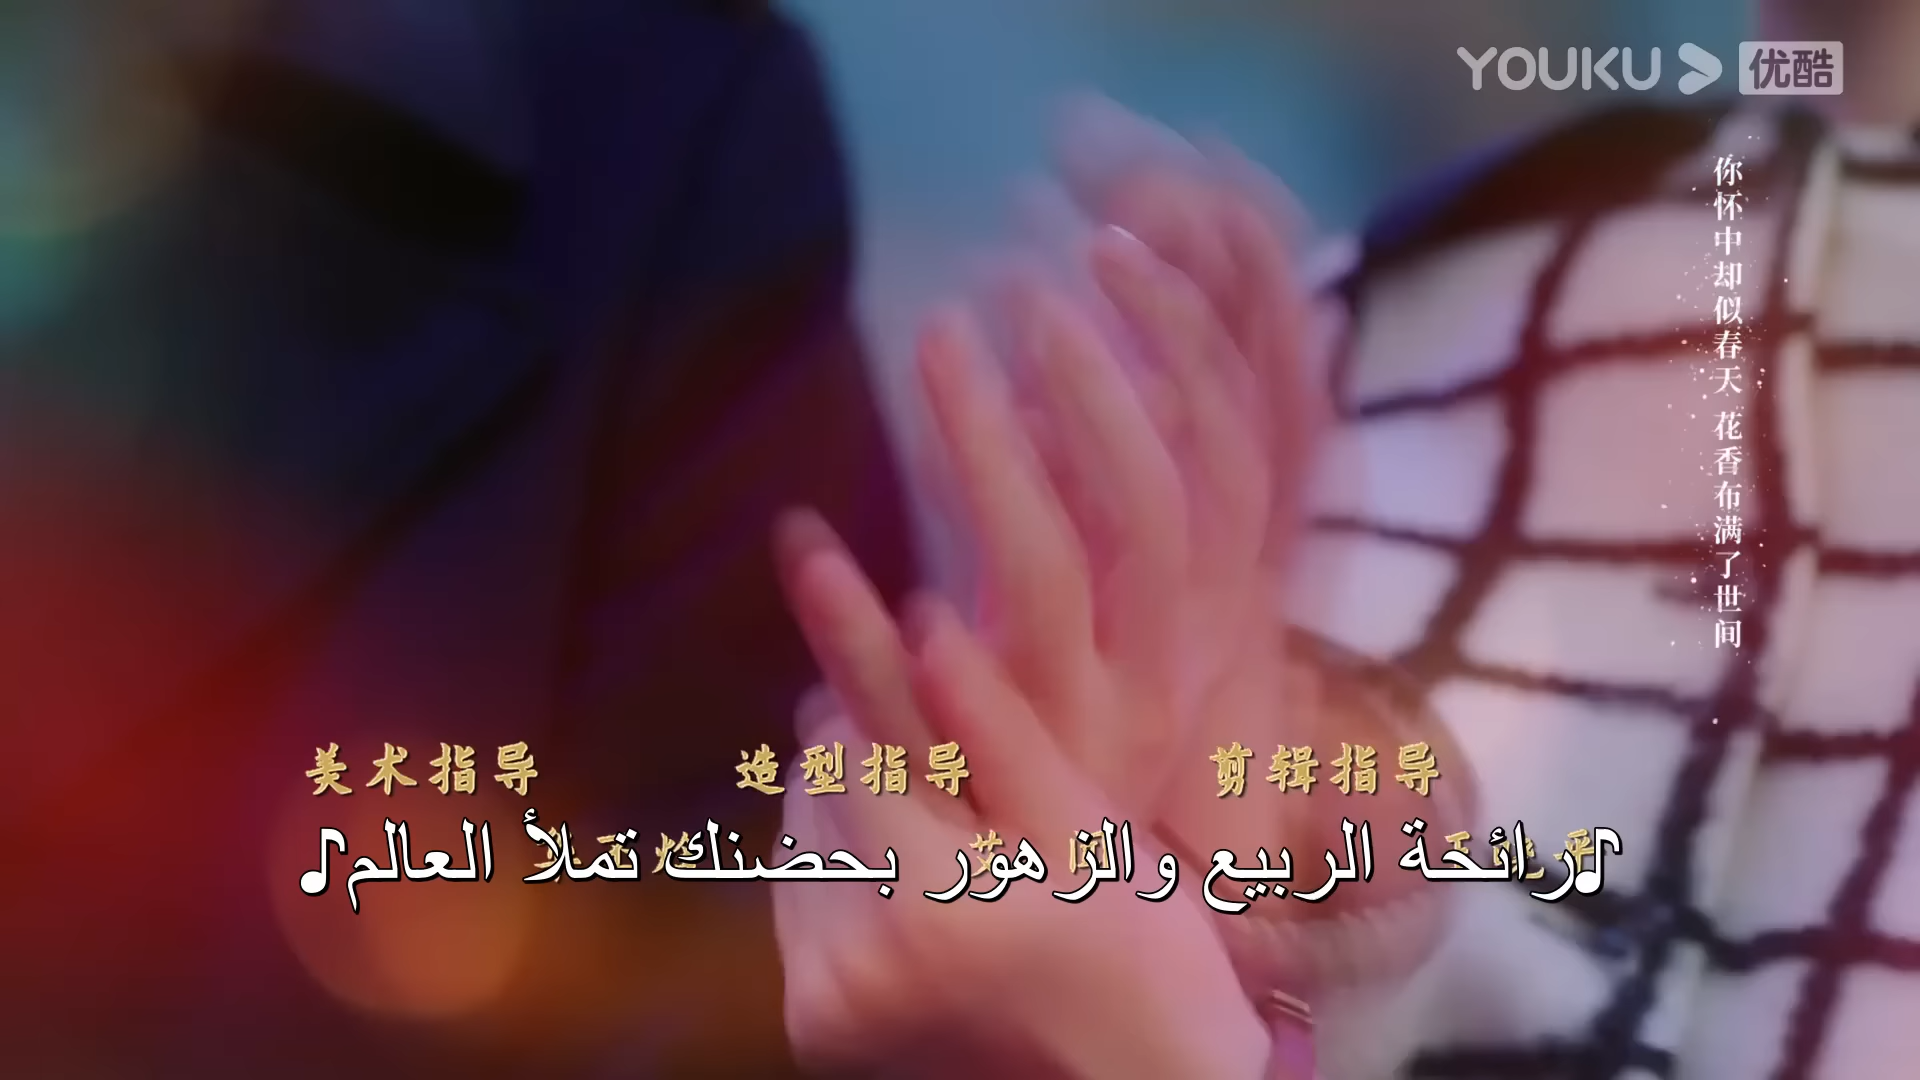 YOUKU 优酷
你怀中却似春天 花香布满了世间
美术指导 造型指导 剪辑指导
♪رائحة الربيع والزهور بحضنك تملأ العالم♪